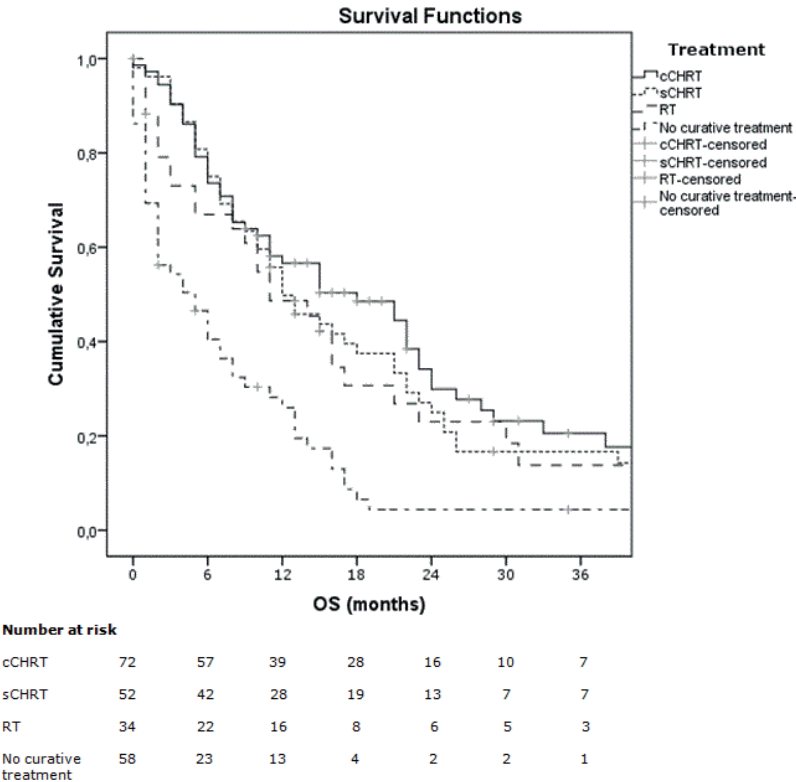 Survival Functions
Treatment
cCHRT
sCHRT
RT
No curative treatment
cCHRT-censored
sCHRT-censored
RT-censored
No curative treatment-
censored
Cumulative Survival
1,0
0,8
0,6
0,4
0,2
0,0
0 6 12 18 24 30 36
OS (months)
Number at risk
cCHRT 72 57 39 28 16 10 7
sCHRT 52 42 28 19 13 7 7
RT 34 22 16 8 6 5 3
No curative 58 23 13 4 2 2 1
treatment